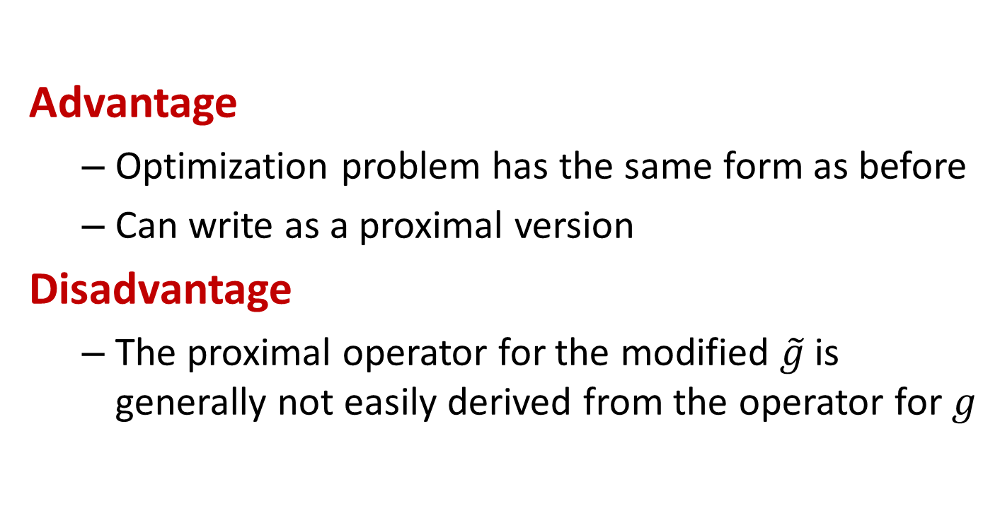 Advantage
– Optimization problem has the same form as before
– Can write as a proximal version
Disadvantage
– The proximal operator for the modified g̃ is
generally not easily derived from the operator for g